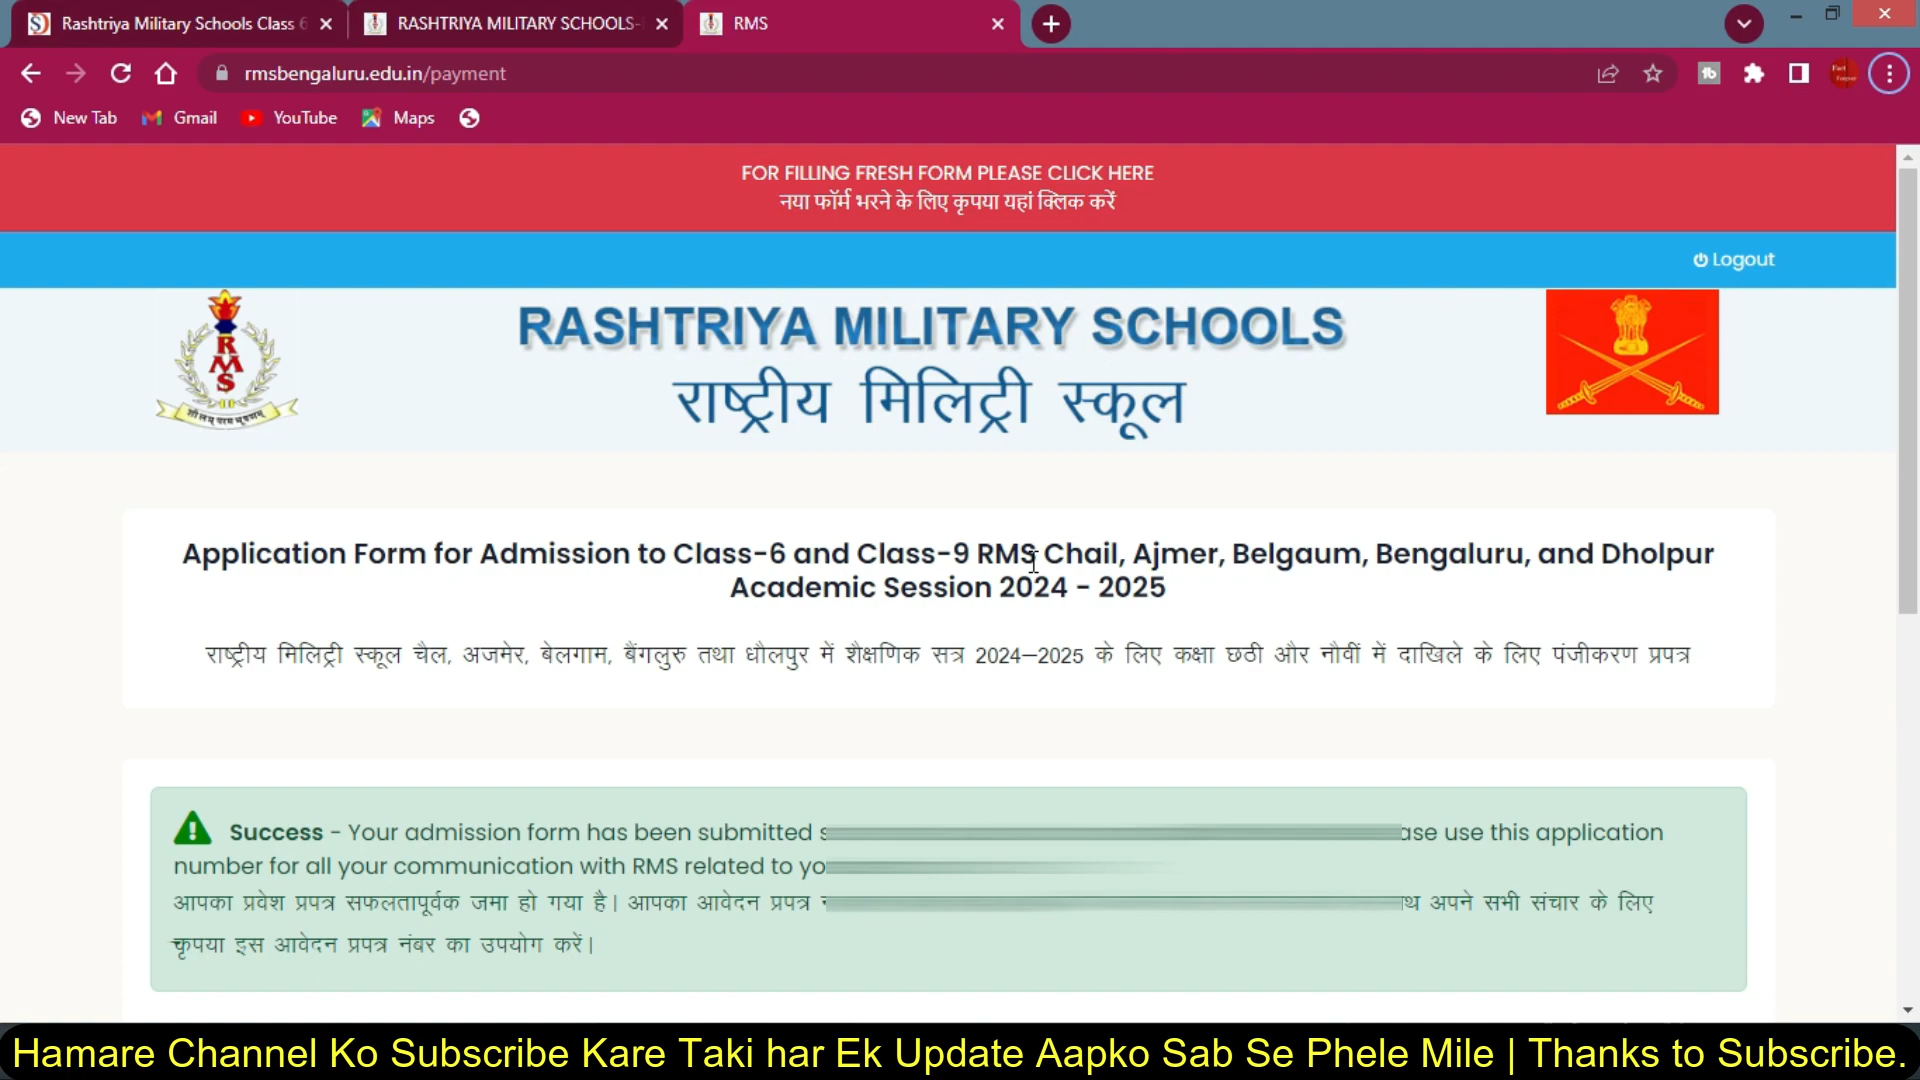 Rashtriya Military Schools Class 6
RASHTRIYA MILITARY SCHOOLS-
RMS
rmsbengaluru.edu.in/payment
New Tab
Gmail
YouTube
Maps
FOR FILLING FRESH FORM PLEASE CLICK HERE
नया फॉर्म भरने के लिए कृपया यहां क्लिक करें
Logout
RMS
RASHTRIYA MILITARY SCHOOLS
राष्ट्रीय मिलिट्री स्कूल
Application Form for Admission to Class-6 and Class-9 RMS Chail, Ajmer, Belgaum, Bengaluru, and Dholpur
Academic Session 2024 - 2025
राष्ट्रीय मिलिट्री स्कूल चैल, अजमेर, बेलगाम, बैंगलुरु तथा धौलपुर में शैक्षणिक सत्र 2024–2025 के लिए कक्षा छठी और नौवीं में दाखिले के लिए पंजीकरण प्रपत्र
Success - Your admission form has been submitted use this application
number for all your communication with RMS related to
आपका प्रवेश प्रपत्र सफलतापूर्वक जमा हो गया है। आपका आवेदन प्रपत्र अपने सभी संचार के लिए
कृपया इस आवेदन प्रपत्र नंबर का उपयोग करें।
Hamare Channel Ko Subscribe Kare Taki har Ek Update Aapko Sab Se Phele Mile | Thanks to Subscribe.